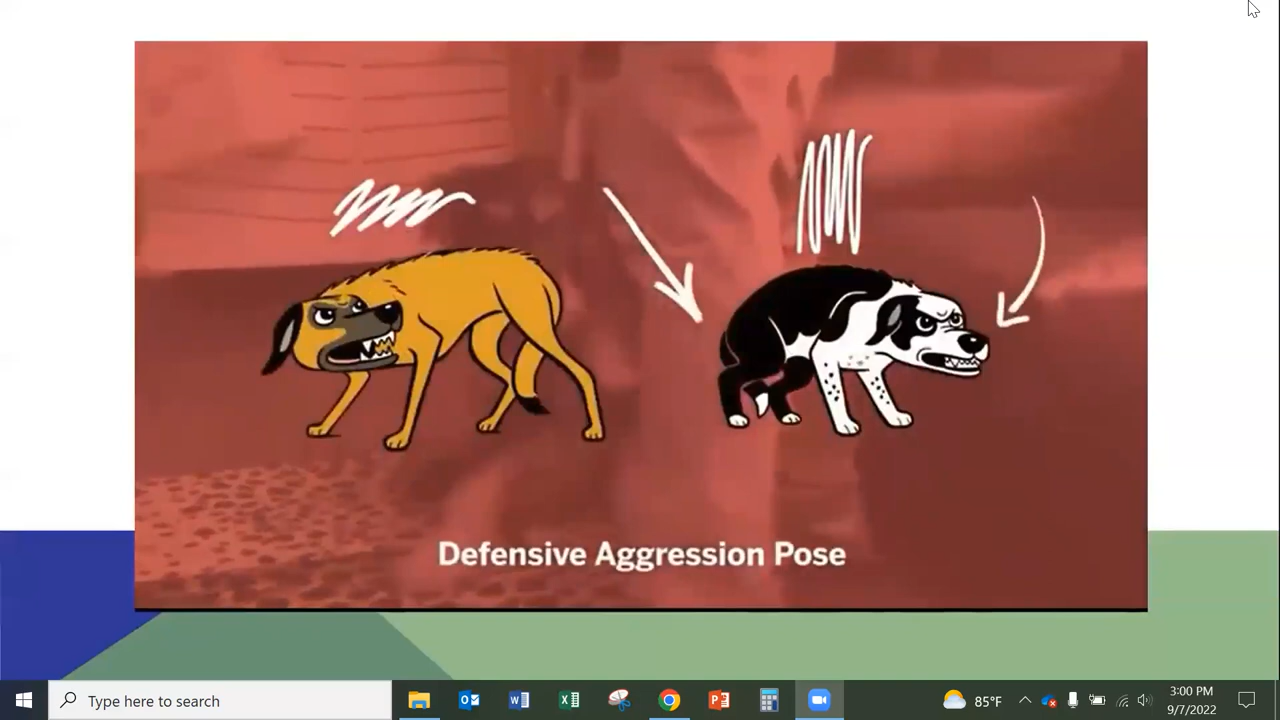 Defensive Aggression Pose
Type here to search
85°F
3:00 PM
9/7/2022